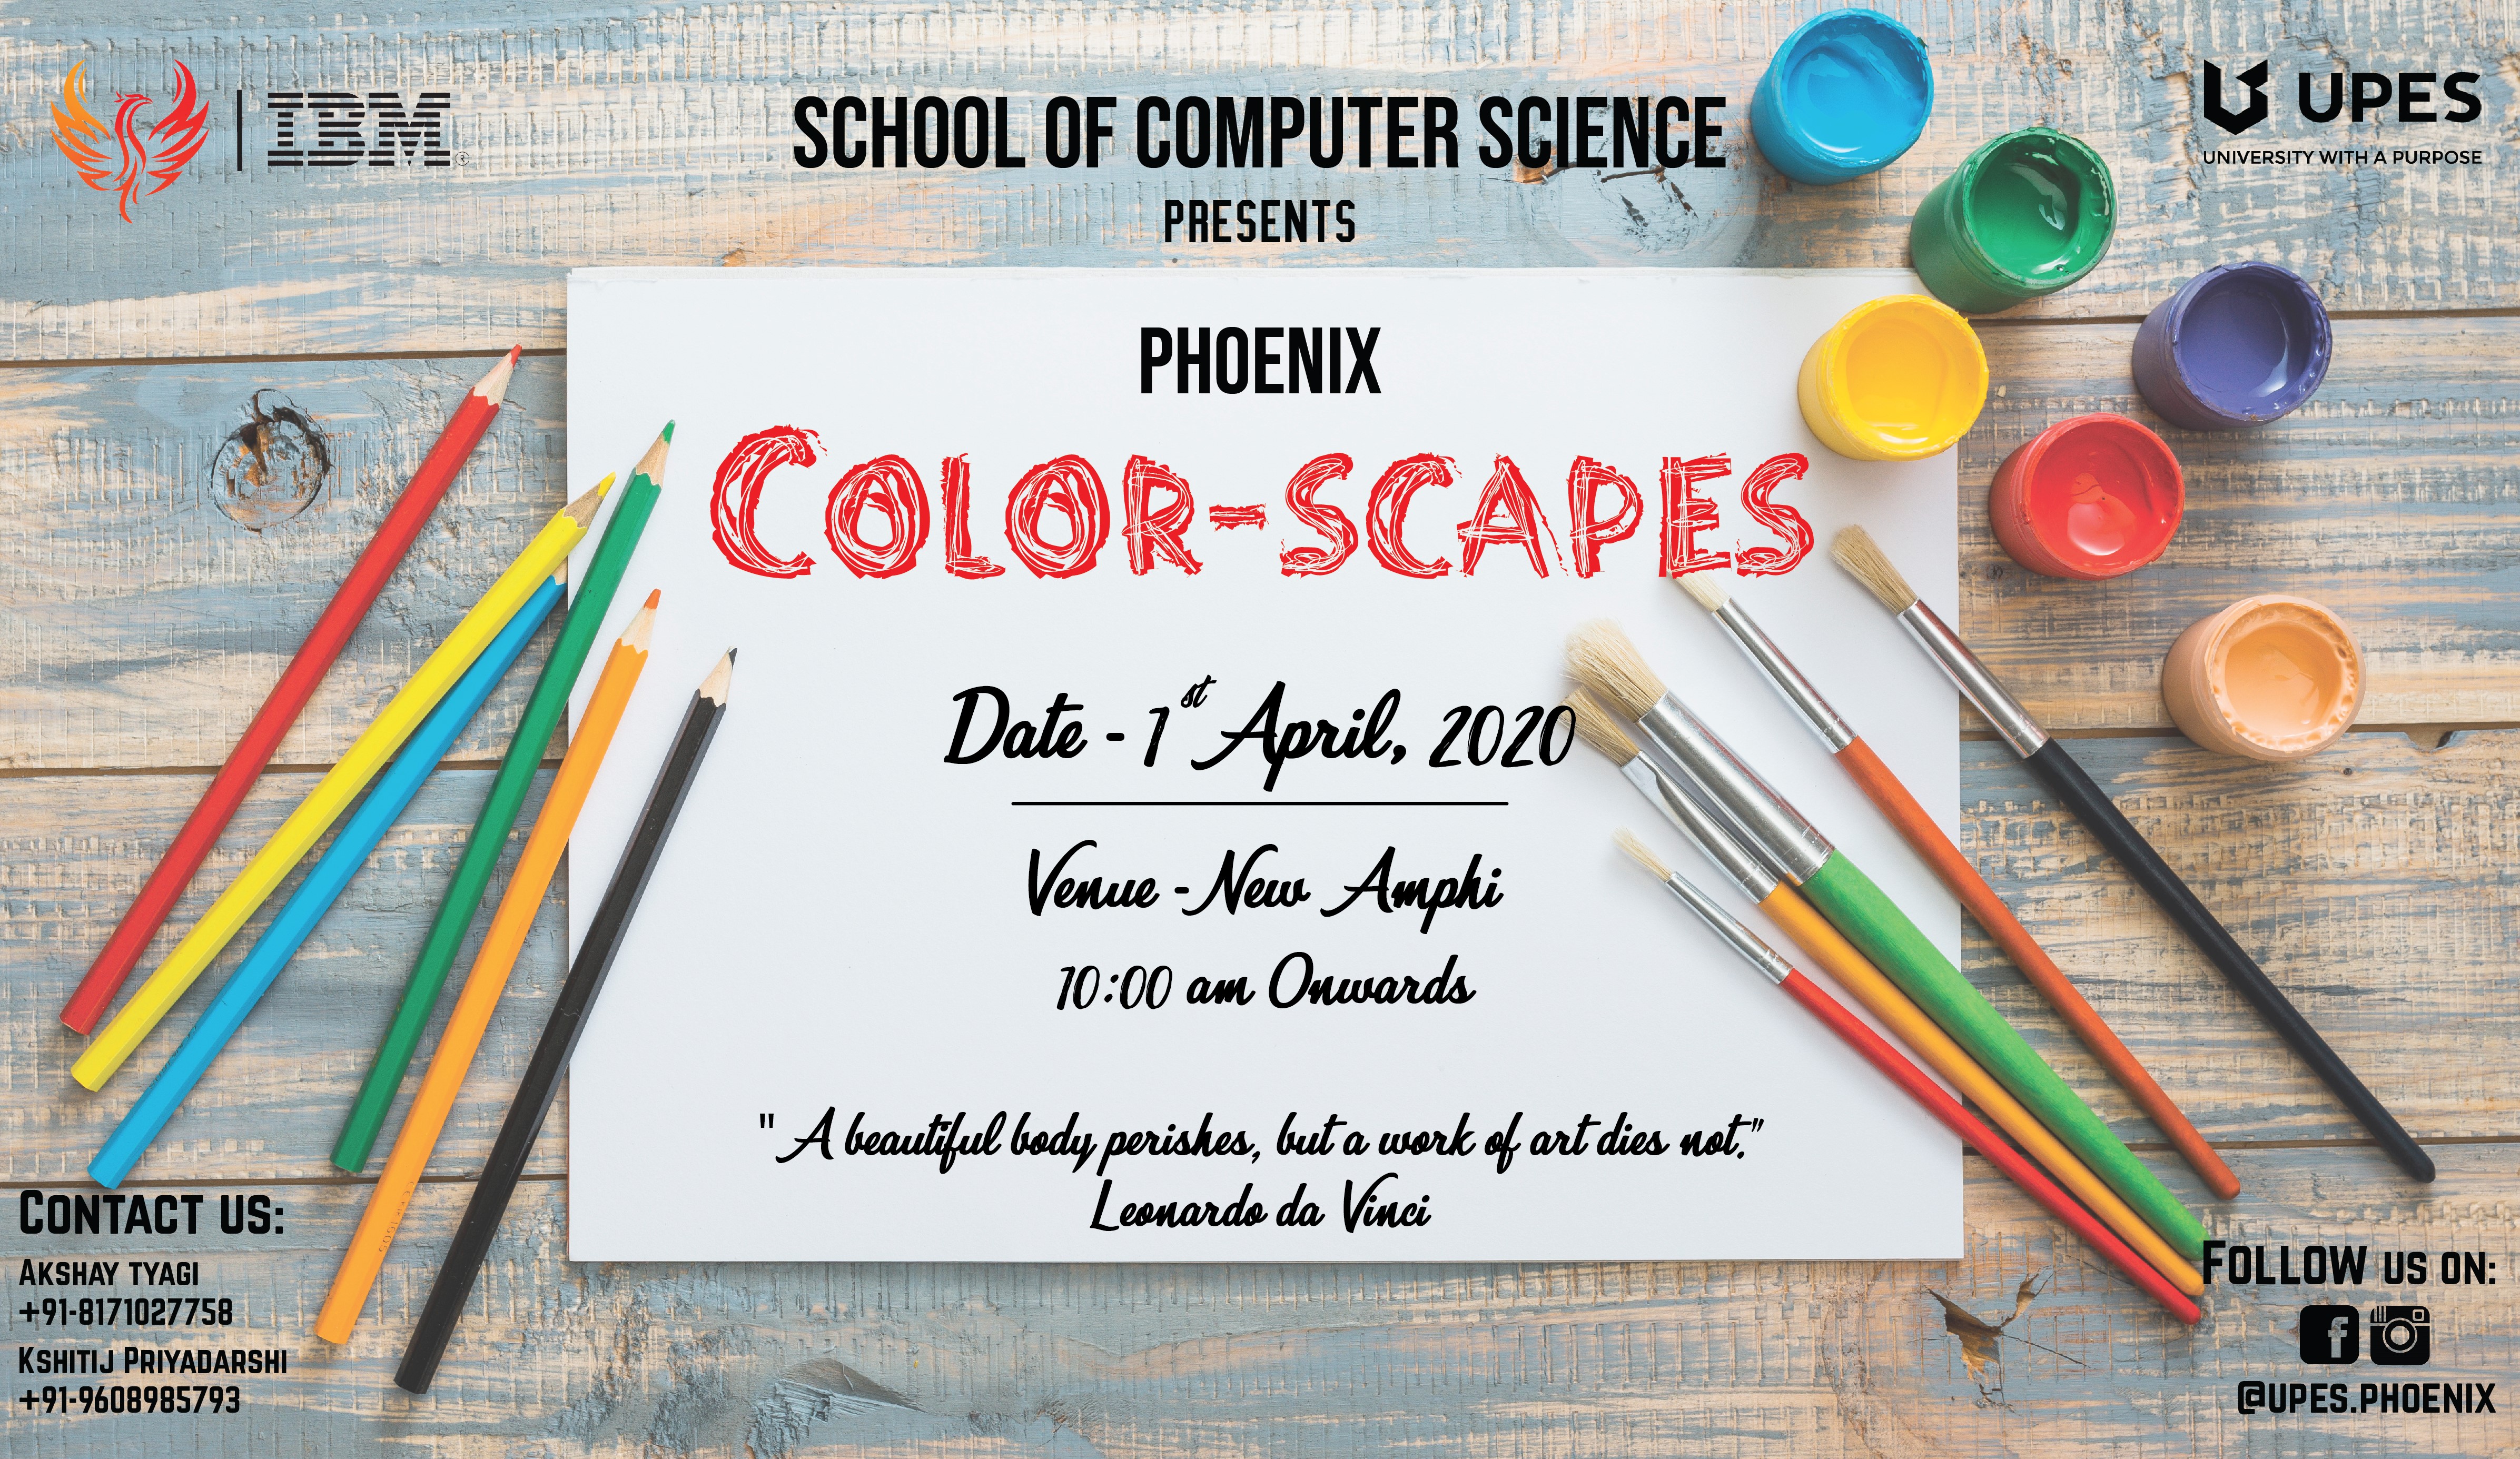 IBM
SCHOOL OF COMPUTER SCIENCE
PRESENTS
UPES
UNIVERSITY WITH A PURPOSE
PHOENIX
COLOR-SCAPES
Date - 1st April, 2020
Venue - New Amphi
10:00 am Onwards
" A beautiful body perishes, but a work of art dies not."
Leonardo da Vinci
CONTACT US:
AKSHAY TYAGI
+91-8171027758
KSHITIJ PRIYADARSHI
+91-9608985793
FOLLOW US ON:
@UPES.PHOENIX